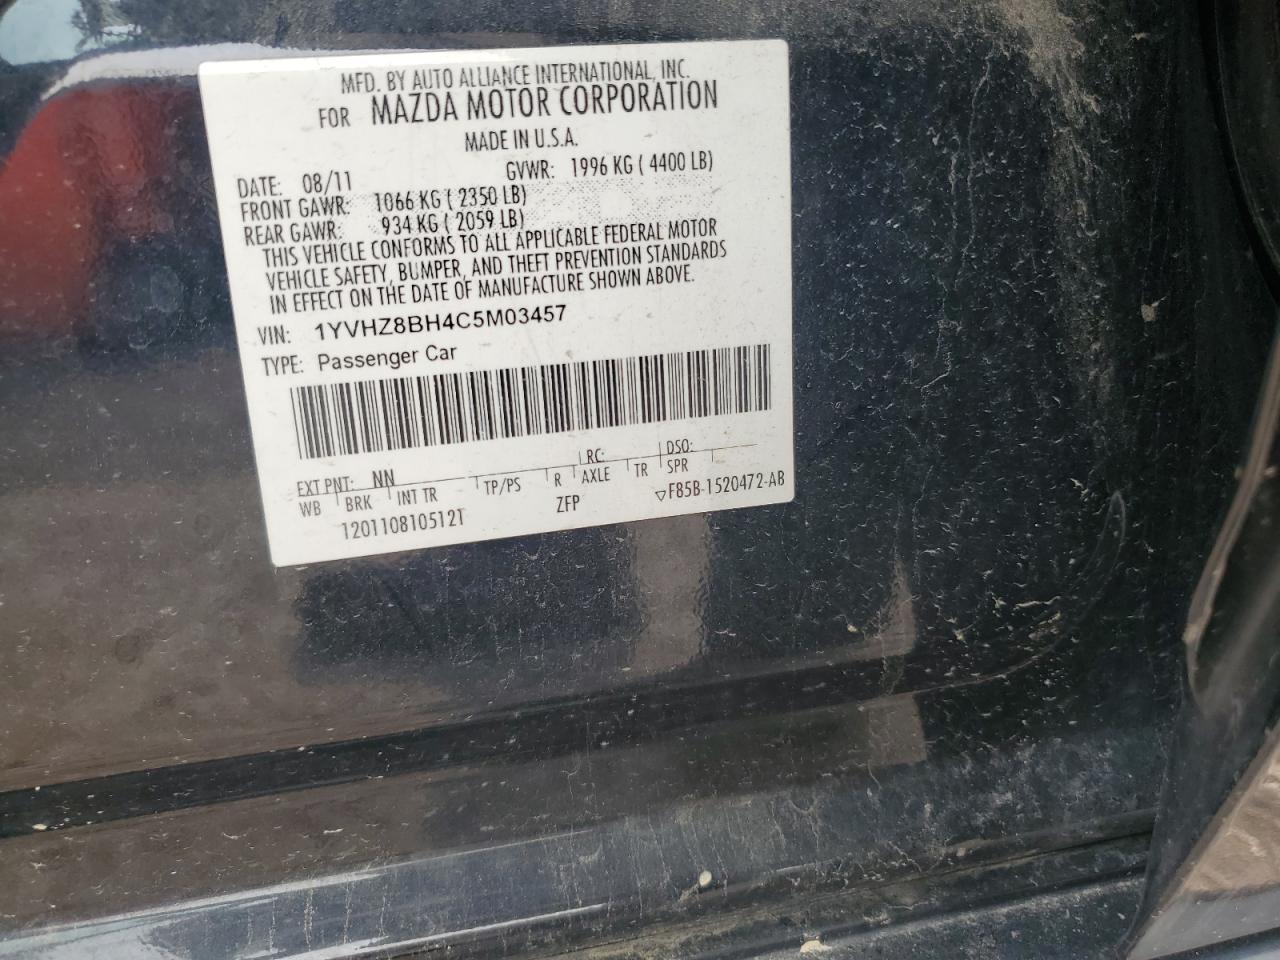 MFD. BY AUTO ALLIANCE INTERNATIONAL, INC.
FOR MAZDA MOTOR CORPORATION
MADE IN U.S.A.
DATE: 08/11 GVWR: 1996 KG ( 4400 LB)
FRONT GAWR: 1066 KG ( 2350 LB)
REAR GAWR: 934 KG ( 2059 LB)
THIS VEHICLE CONFORMS TO ALL APPLICABLE FEDERAL MOTOR
VEHICLE SAFETY, BUMPER, AND THEFT PREVENTION STANDARDS
IN EFFECT ON THE DATE OF MANUFACTURE SHOWN ABOVE.
VIN: 1YVHZ8BH4C5M03457
TYPE: Passenger Car
EXT PNT: NN RC: DSO:
WB BRK INT TR TP/PS R AXLE TR SPR
120110810512T ZFP ▽F85B-1520472-AB